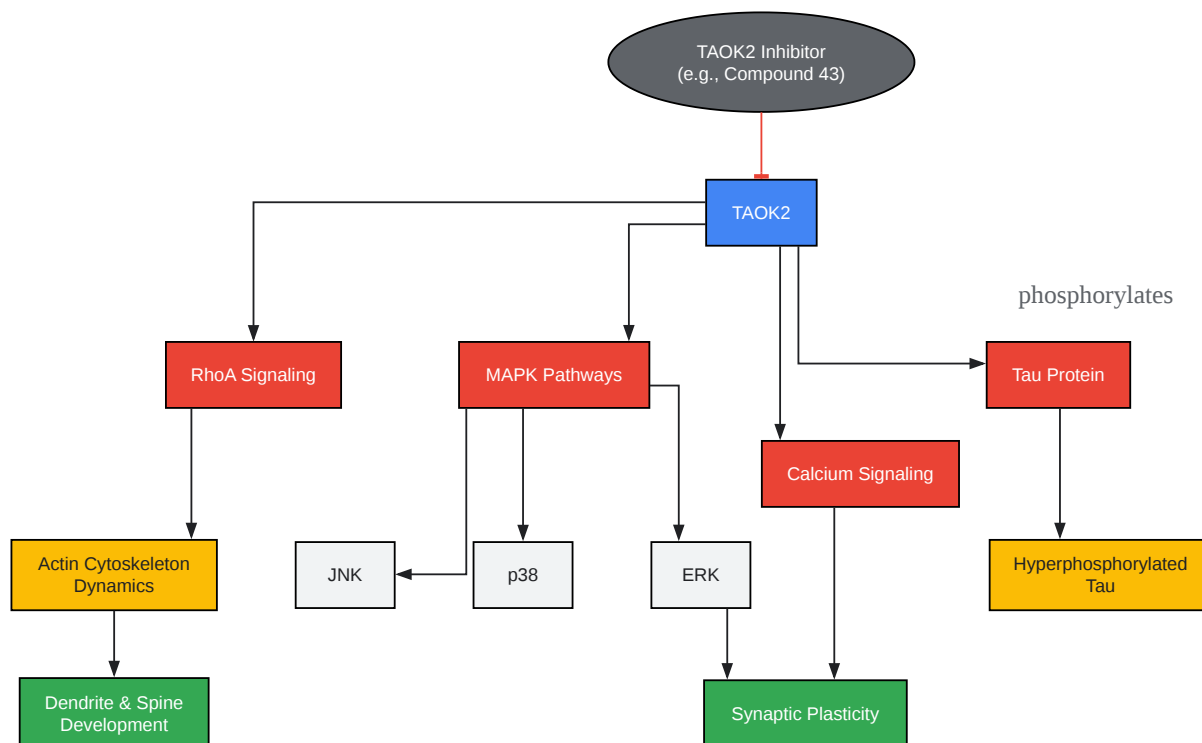 TAOK2 Inhibitor
(e.g., Compound 43)
TAOK2
phosphorylates
RhoA Signaling
MAPK Pathways
Tau Protein
Calcium Signaling
Actin Cytoskeleton
Dynamics
JNK
p38
ERK
Hyperphosphorylated
Tau
Dendrite & Spine
Development
Synaptic Plasticity